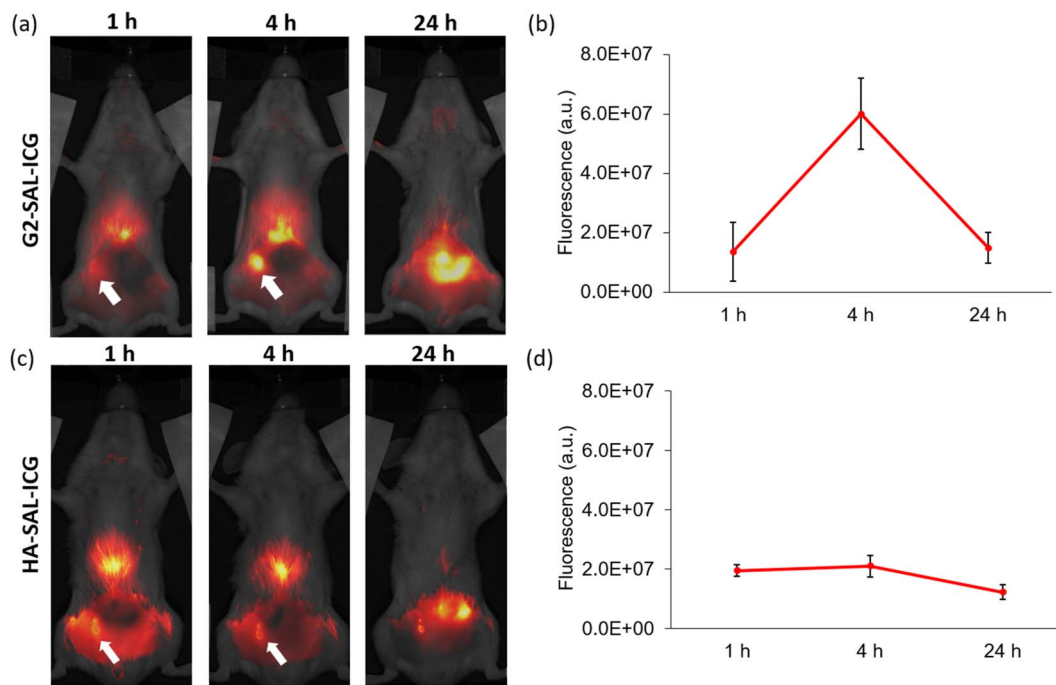 (a)
1 h
4 h
24 h
G2-SAL-ICG
(b)
Fluorescence (a.u.)
8.0E+07
6.0E+07
4.0E+07
2.0E+07
0.0E+00
1 h
4 h
24 h
(c)
1 h
4 h
24 h
HA-SAL-ICG
(d)
Fluorescence (a.u.)
8.0E+07
6.0E+07
4.0E+07
2.0E+07
0.0E+00
1 h
4 h
24 h